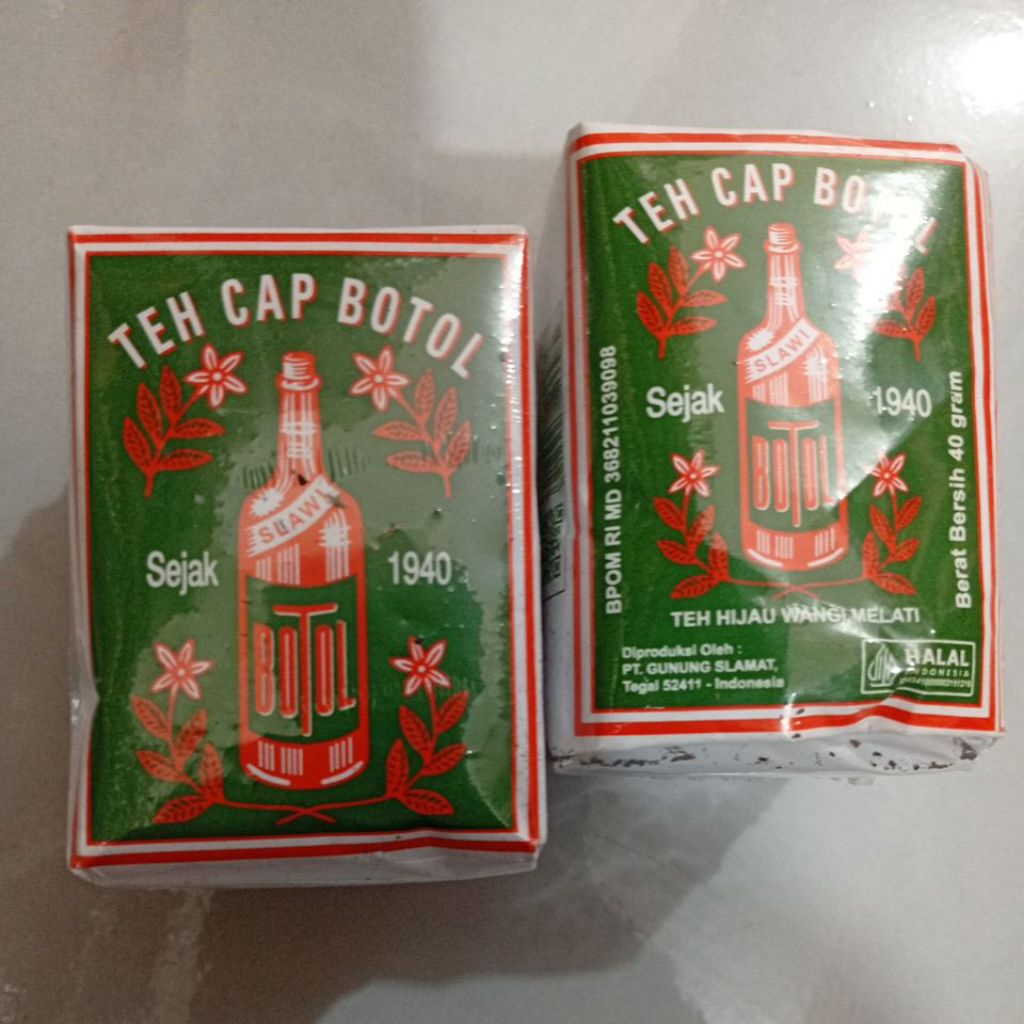 TEH CAP BOTOL
SLAWI
Sejak 1940
BOTOL
TEH CAP BOTOL
SLAWI
Sejak 1940
BOTOL
BPOM RI MD 368211039098
Berat Bersih 40 gram
TEH HIJAU WANGI MELATI
Diproduksi Oleh :
PT. GUNUNG SLAMAT,
Tegal 52411 - Indonesia
HALAL
INDONESIA